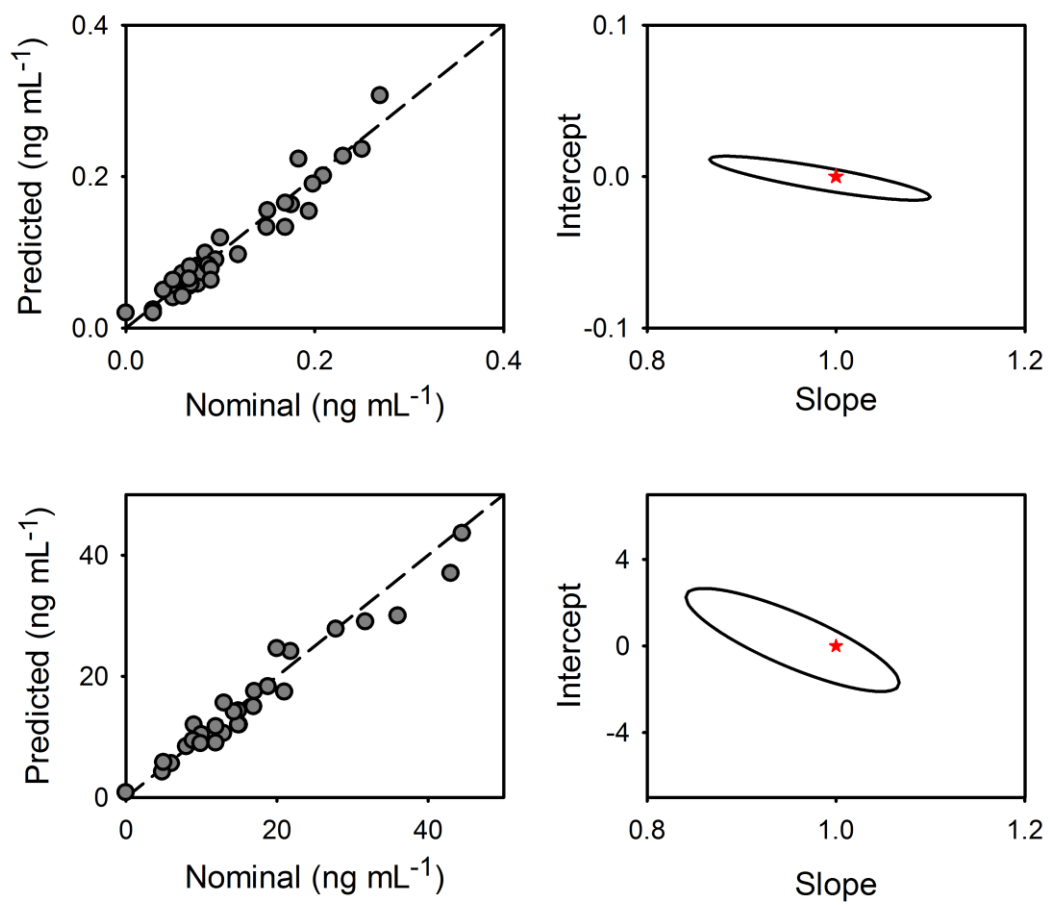 0.4
0.2
0.0
Predicted (ng mL⁻¹)
0.0 0.2 0.4
Nominal (ng mL⁻¹)
0.1
0.0
-0.1
Intercept
0.8 1.0 1.2
Slope
40
20
0
Predicted (ng mL⁻¹)
0 20 40
Nominal (ng mL⁻¹)
4
0
-4
Intercept
0.8 1.0 1.2
Slope